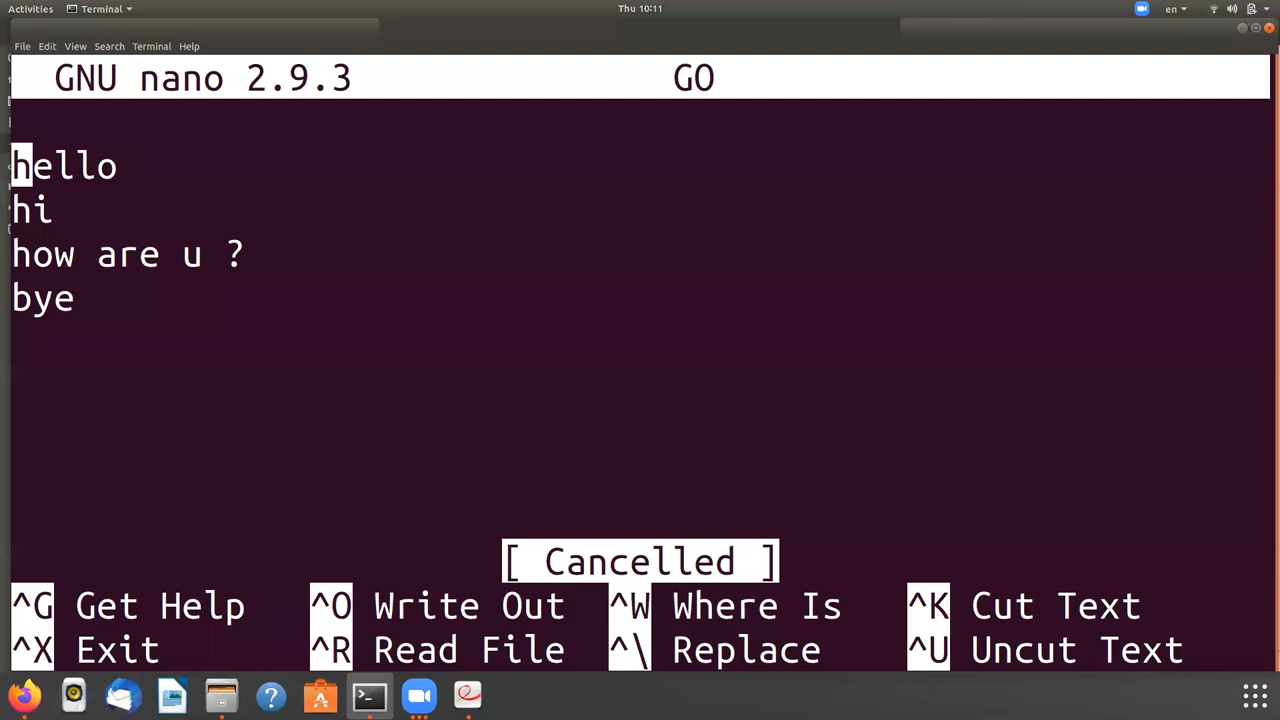 Activities Terminal Thu 10:11 en
File Edit View Search Terminal Help
GNU nano 2.9.3 GO
hello
hi
how are u ?
bye
[ Cancelled ]
^G Get Help ^O Write Out ^W Where Is ^K Cut Text
^X Exit ^R Read File ^\ Replace ^U Uncut Text